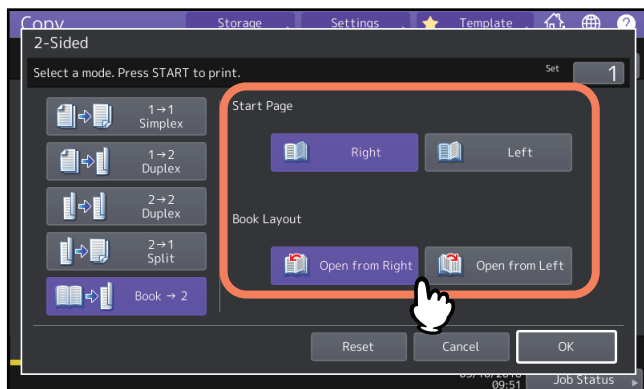 Copy
Storage
Settings
Template
?
2-Sided
Select a mode. Press START to print.
Set
1
1→1
Simplex
1→2
Duplex
2→2
Duplex
2→1
Split
Book → 2
Start Page
Right
Left
Book Layout
Open from Right
Open from Left
Reset
Cancel
OK
09:51
Job Status